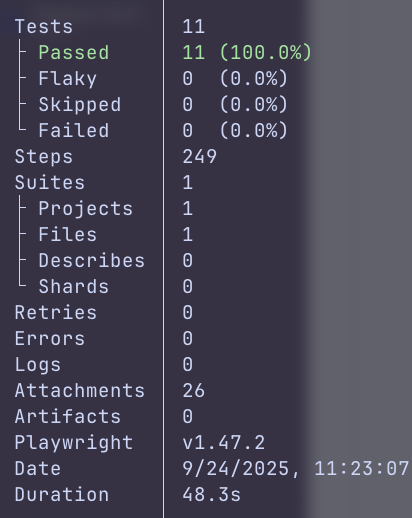 Tests 11
Passed 11 (100.0%)
Flaky 0 (0.0%)
Skipped 0 (0.0%)
Failed 0 (0.0%)
Steps 249
Suites 1
Projects 1
Files 1
Describes 0
Shards 0
Retries 0
Errors 0
Logs 0
Attachments 26
Artifacts 0
Playwright v1.47.2
Date 9/24/2025, 11:23:07
Duration 48.3s